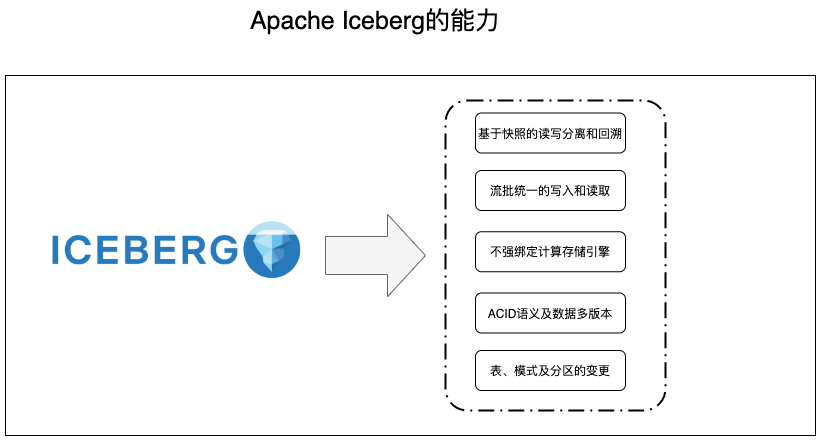 Apache Iceberg的能力
基于快照的读写分离和回溯
流批统一的写入和读取
ICEBERG
不强绑定计算存储引擎
ACID语义及数据多版本
表、模式及分区的变更